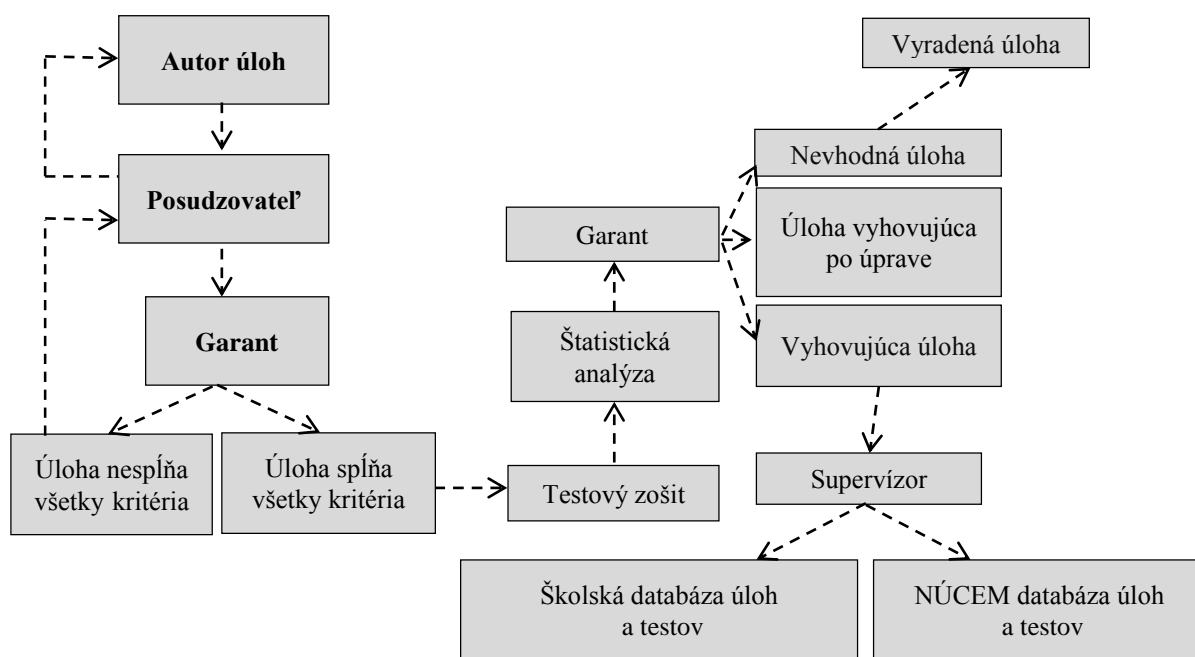 Autor úloh
Posudzovateľ
Garant
Úloha nespĺňa
všetky kritéria
Úloha spĺňa
všetky kritéria
Testový zošit
Štatistická
analýza
Garant
Vyradená úloha
Nevhodná úloha
Úloha vyhovujúca
po úprave
Vyhovujúca úloha
Supervízor
Školská databáza úloh
a testov
NÚCEM databáza úloh
a testov